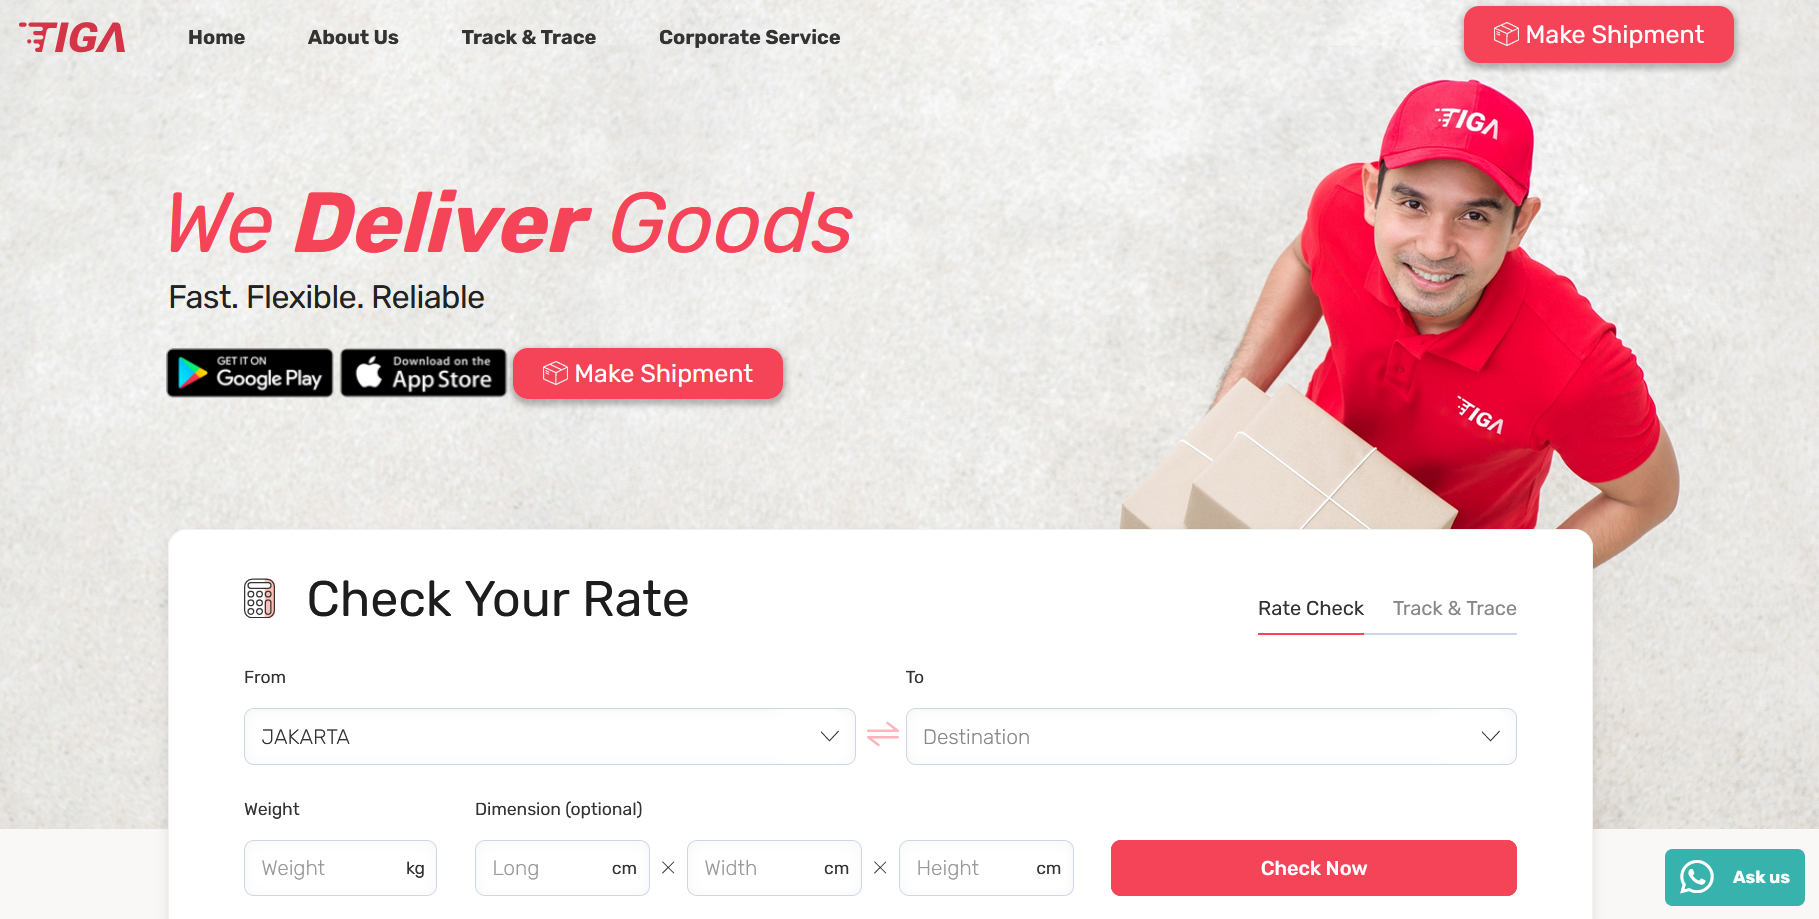 TIGA
Home
About Us
Track & Trace
Corporate Service
Make Shipment
TIGA
We Deliver Goods
Fast. Flexible. Reliable
GET IT ON
Google Play
Download on the
App Store
Make Shipment
TIGA
Check Your Rate
Rate Check
Track & Trace
From
To
JAKARTA
Destination
Weight
Dimension (optional)
Weight kg
Long cm
Width cm
Height cm
Check Now
Ask us